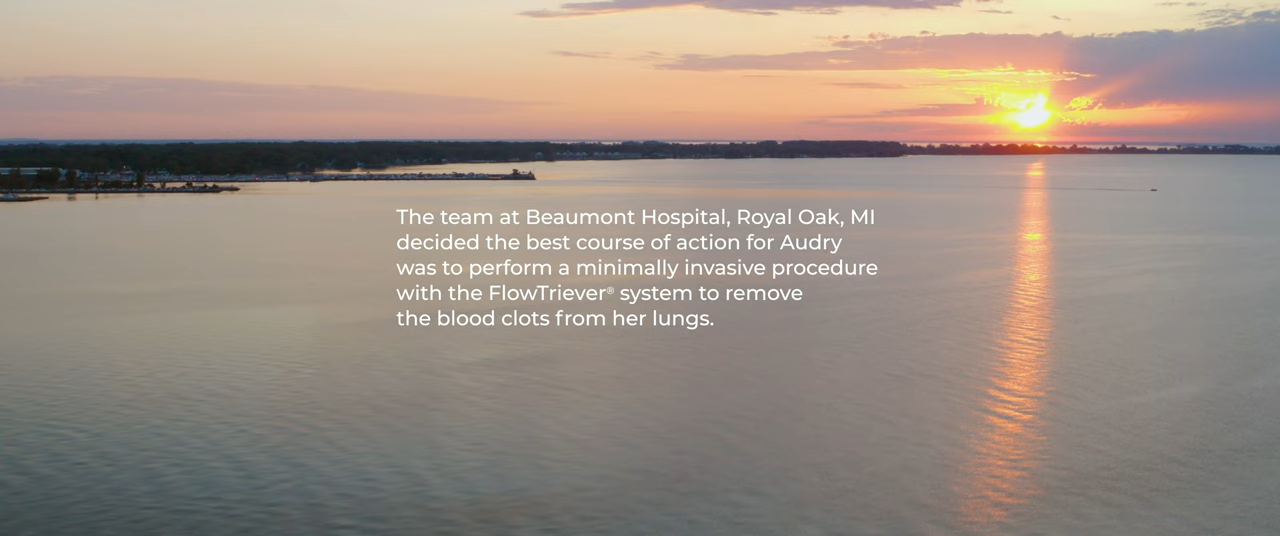 The team at Beaumont Hospital, Royal Oak, MI
decided the best course of action for Audry
was to perform a minimally invasive procedure
with the FlowTriever® system to remove
the blood clots from her lungs.